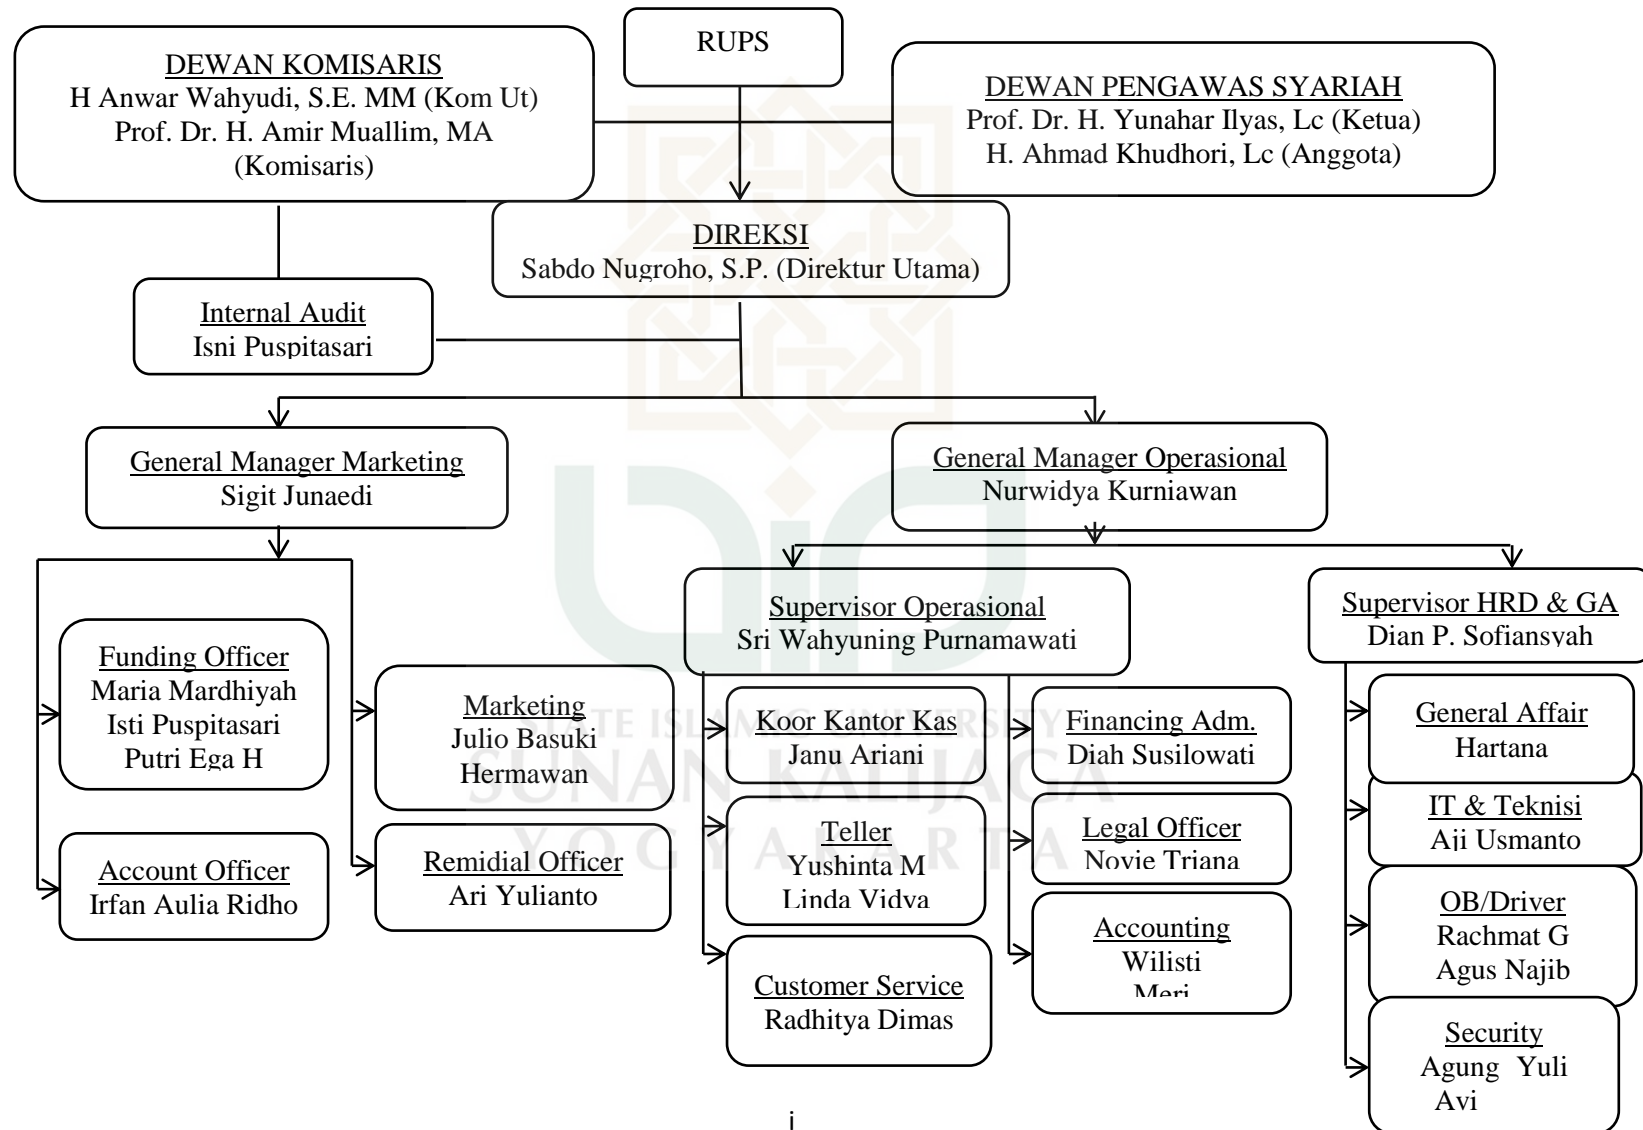 RUPS
DEWAN KOMISARIS
H Anwar Wahyudi, S.E. MM (Kom Ut)
Prof. Dr. H. Amir Muallim, MA
(Komisaris)
DEWAN PENGAWAS SYARIAH
Prof. Dr. H. Yunahar Ilyas, Lc (Ketua)
H. Ahmad Khudhori, Lc (Anggota)
DIREKSI
Sabdo Nugroho, S.P. (Direktur Utama)
Internal Audit
Isni Puspitasari
General Manager Marketing
Sigit Junaedi
General Manager Operasional
Nurwidya Kurniawan
Funding Officer
Maria Mardhiyah
Isti Puspitasari
Putri Ega H
Marketing
Julio Basuki
Hermawan
Account Officer
Irfan Aulia Ridho
Remidial Officer
Ari Yulianto
Supervisor Operasional
Sri Wahyuning Purnamawati
Koor Kantor Kas
Janu Ariani
Teller
Yushinta M
Linda Vidya
Customer Service
Radhitya Dimas
Financing Adm.
Diah Susilowati
Legal Officer
Novie Triana
Accounting
Wilisti
Meri
Supervisor HRD & GA
Dian P. Sofiansyah
General Affair
Hartana
IT & Teknisi
Aji Usmanto
OB/Driver
Rachmat G
Agus Najib
Security
Agung Yuli
Avi
STATE ISLAMIC UNIVERSITY
SUNAN KALIJAGA
YOGYAKARTA
i